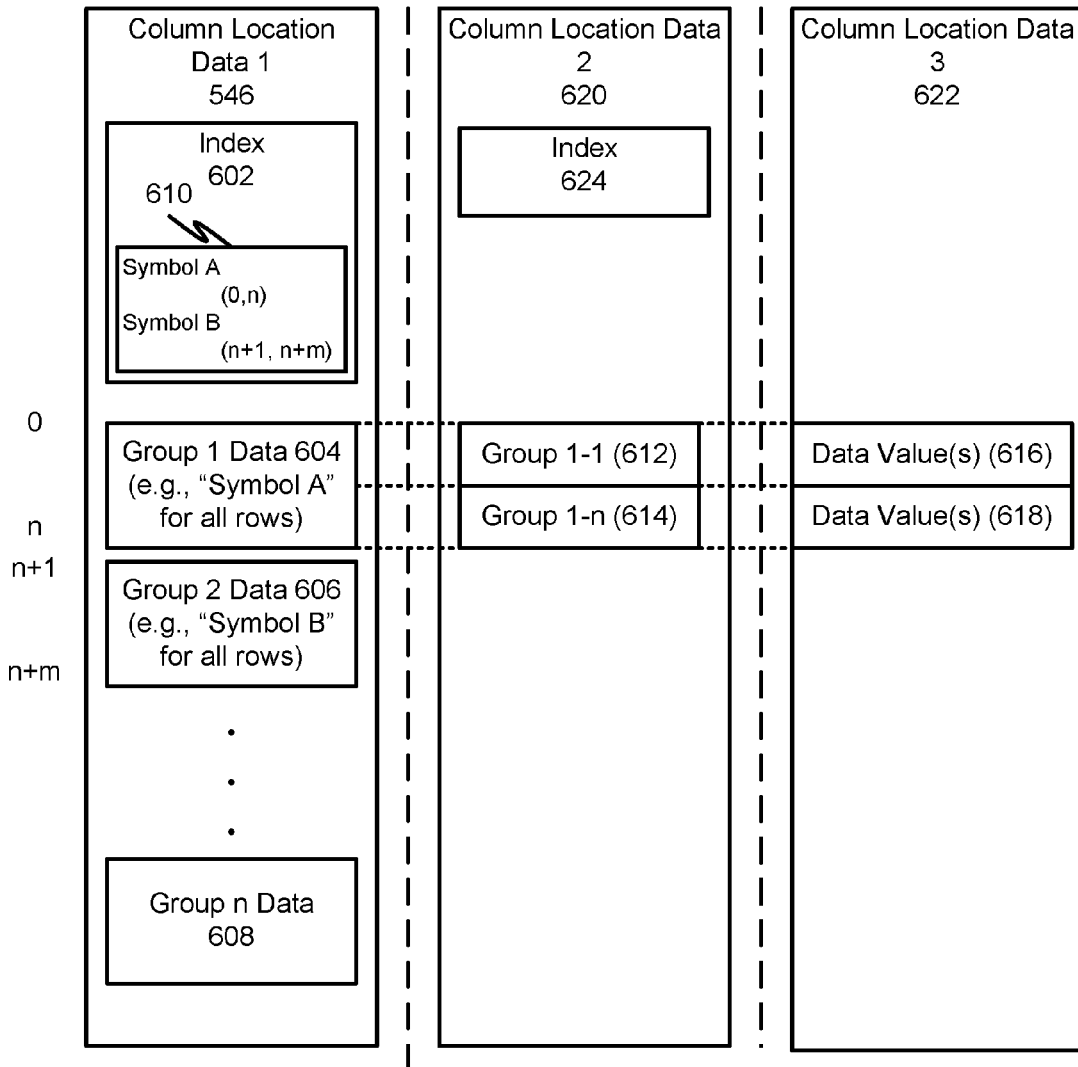 Column Location
Data 1
546
Index
602
610
Symbol A
(0,n)
Symbol B
(n+1, n+m)
0
n
n+1
n+m
Group 1 Data 604
(e.g., “Symbol A”
for all rows)
Group 2 Data 606
(e.g., “Symbol B”
for all rows)
.
.
.
Group n Data
608
Column Location Data
2
620
Index
624
Group 1-1 (612)
Group 1-n (614)
Column Location Data
3
622
Data Value(s) (616)
Data Value(s) (618)